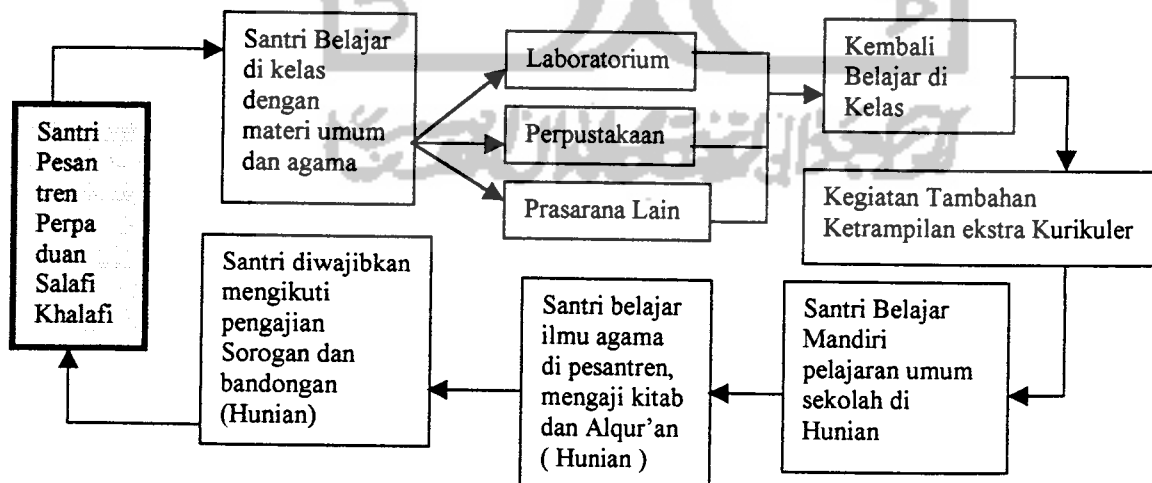 Santri
Pesan
tren
Perpa
duan
Salafi
Khalafi
Santri Belajar
di kelas
dengan
materi umum
dan agama
Laboratorium
Perpustakaan
Prasarana Lain
Kembali
Belajar di
Kelas
Kegiatan Tambahan
Ketrampilan ekstra Kurikuler
Santri Belajar
Mandiri
pelajaran umum
sekolah di
Hunian
Santri belajar
ilmu agama
di pesantren,
mengaji kitab
dan Alqur'an
( Hunian )
Santri diwajibkan
mengikuti
pengajian
Sorogan dan
bandongan
(Hunian)